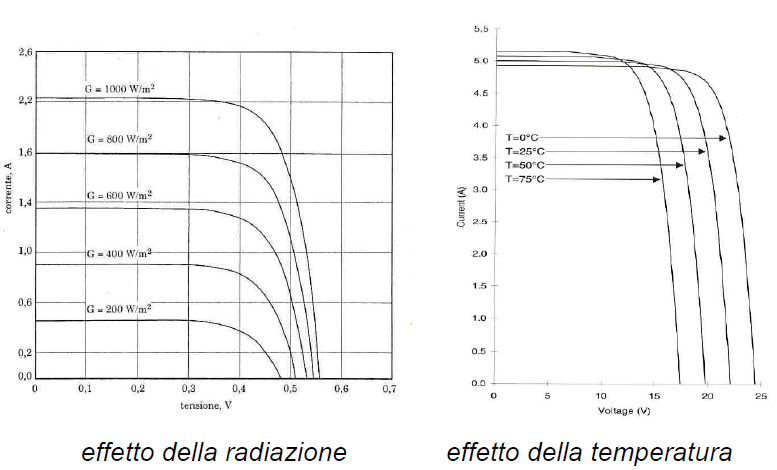 2,6
2,2
1,6
1,4
1,0
0,6
0,2
0,0
corrente, A
G = 1000 W/m²
G = 800 W/m²
G = 600 W/m²
G = 400 W/m²
G = 200 W/m²
0 0,1 0,2 0,3 0,4 0,5 0,6 0,7
tensione, V
effetto della radiazione
5.5
5.0
4.5
4.0
3.5
3.0
2.5
2.0
1.5
1.0
0.5
0.0
Current (A)
T=0°C
T=25°C
T=50°C
T=75°C
0 5 10 15 20 25
Voltage (V)
effetto della temperatura